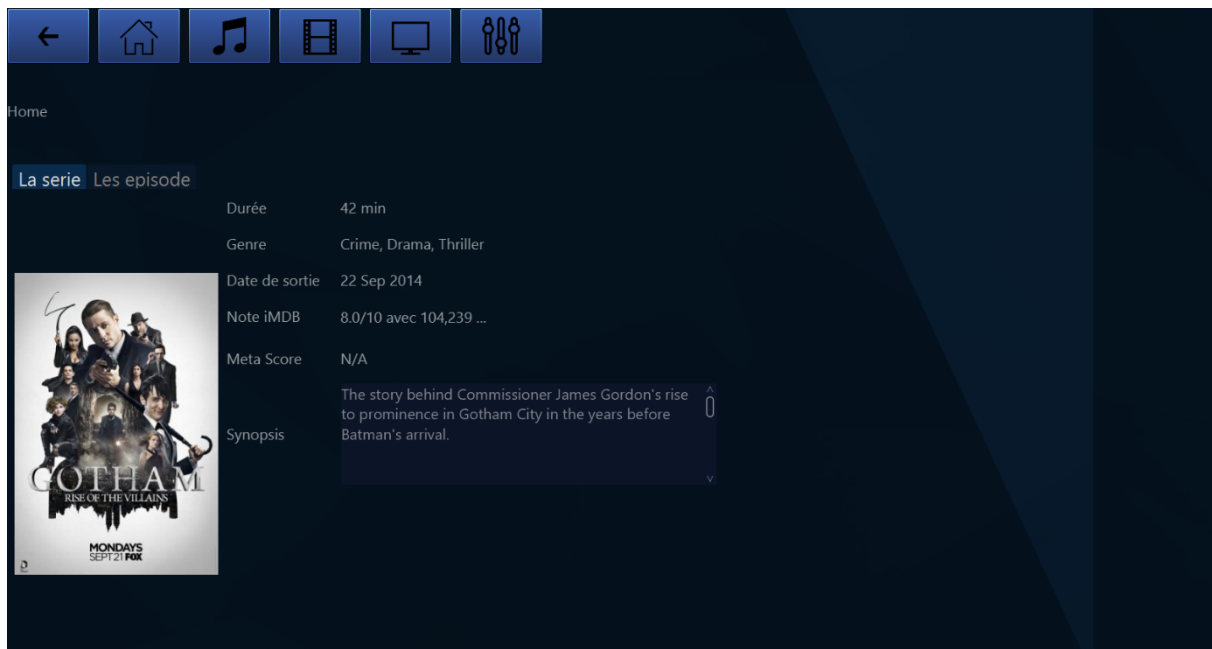 Home
La serie Les episode
Durée 42 min
Genre Crime, Drama, Thriller
Date de sortie 22 Sep 2014
Note iMDB 8.0/10 avec 104,239 ...
Meta Score N/A
Synopsis
The story behind Commissioner James Gordon's rise
to prominence in Gotham City in the years before
Batman's arrival.
GOTHAM
RISE OF THE VILLAINS
MONDAYS
SEPT 21 FOX